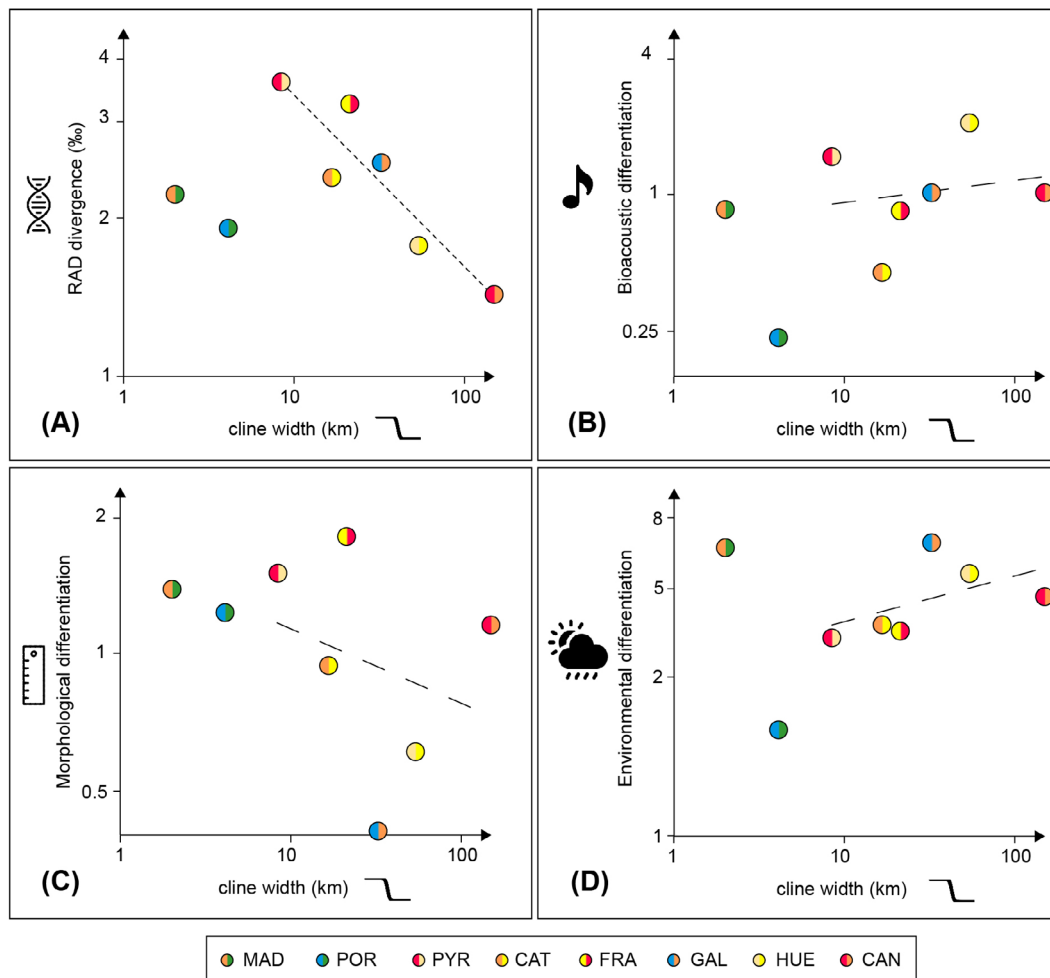 4
3
2
1
RAD divergence (‰)
1
10
100
(A)
cline width (km)
4
1
0.25
Bioacoustic differentiation
1
10
100
(B)
cline width (km)
2
1
0.5
Morphological differentiation
1
10
100
(C)
cline width (km)
8
5
2
1
Environmental differentiation
1
10
100
(D)
cline width (km)
MAD POR PYR CAT FRA GAL HUE CAN